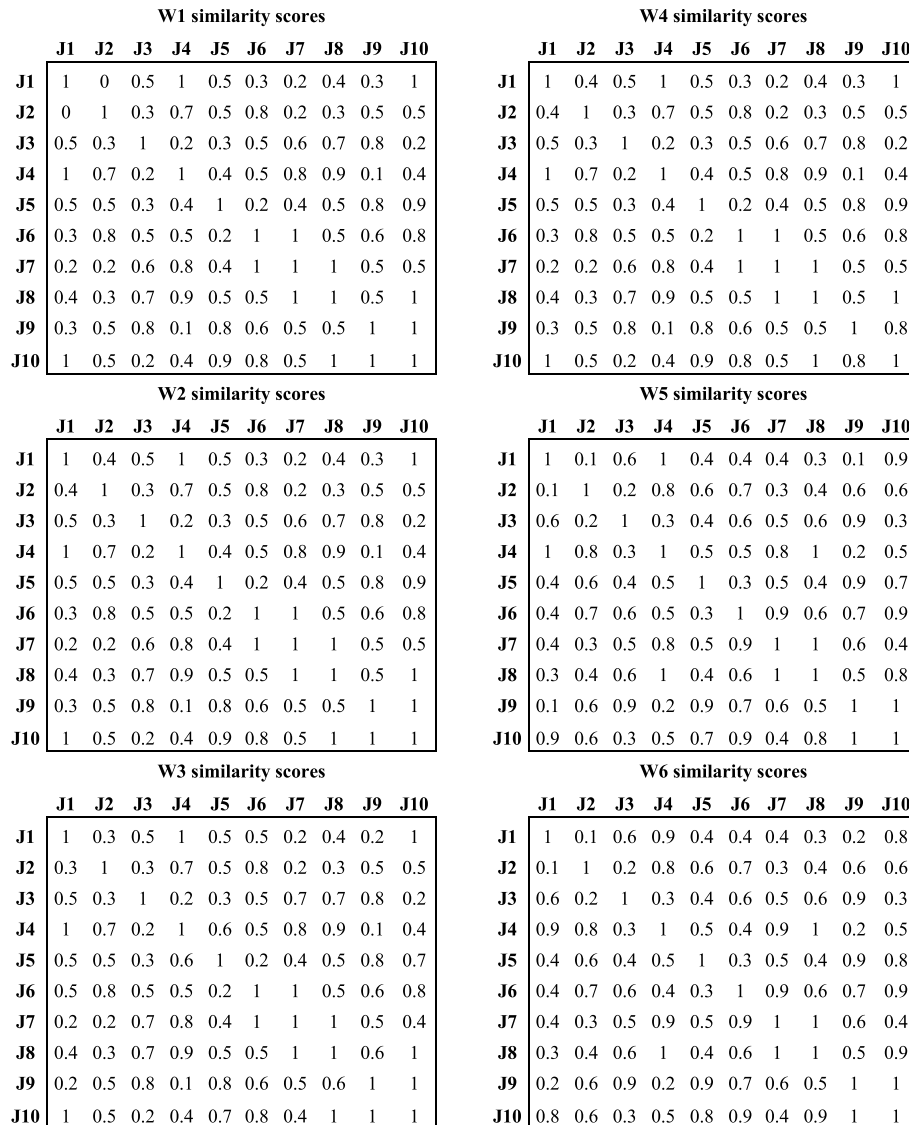 W1 similarity scores
J1 J2 J3 J4 J5 J6 J7 J8 J9 J10
J1 1 0 0.5 1 0.5 0.3 0.2 0.4 0.3 1
J2 0 1 0.3 0.7 0.5 0.8 0.2 0.3 0.5 0.5
J3 0.5 0.3 1 0.2 0.3 0.5 0.6 0.7 0.8 0.2
J4 1 0.7 0.2 1 0.4 0.5 0.8 0.9 0.1 0.4
J5 0.5 0.5 0.3 0.4 1 0.2 0.4 0.5 0.8 0.9
J6 0.3 0.8 0.5 0.5 0.2 1 1 0.5 0.6 0.8
J7 0.2 0.2 0.6 0.8 0.4 1 1 1 0.5 0.5
J8 0.4 0.3 0.7 0.9 0.5 0.5 1 1 0.5 1
J9 0.3 0.5 0.8 0.1 0.8 0.6 0.5 0.5 1 1
J10 1 0.5 0.2 0.4 0.9 0.8 0.5 1 1 1
W2 similarity scores
J1 J2 J3 J4 J5 J6 J7 J8 J9 J10
J1 1 0.4 0.5 1 0.5 0.3 0.2 0.4 0.3 1
J2 0.4 1 0.3 0.7 0.5 0.8 0.2 0.3 0.5 0.5
J3 0.5 0.3 1 0.2 0.3 0.5 0.6 0.7 0.8 0.2
J4 1 0.7 0.2 1 0.4 0.5 0.8 0.9 0.1 0.4
J5 0.5 0.5 0.3 0.4 1 0.2 0.4 0.5 0.8 0.9
J6 0.3 0.8 0.5 0.5 0.2 1 1 0.5 0.6 0.8
J7 0.2 0.2 0.6 0.8 0.4 1 1 1 0.5 0.5
J8 0.4 0.3 0.7 0.9 0.5 0.5 1 1 0.5 1
J9 0.3 0.5 0.8 0.1 0.8 0.6 0.5 0.5 1 1
J10 1 0.5 0.2 0.4 0.9 0.8 0.5 1 1 1
W3 similarity scores
J1 J2 J3 J4 J5 J6 J7 J8 J9 J10
J1 1 0.3 0.5 1 0.5 0.5 0.2 0.4 0.2 1
J2 0.3 1 0.3 0.7 0.5 0.8 0.2 0.3 0.5 0.5
J3 0.5 0.3 1 0.2 0.3 0.5 0.7 0.7 0.8 0.2
J4 1 0.7 0.2 1 0.6 0.5 0.8 0.9 0.1 0.4
J5 0.5 0.5 0.3 0.6 1 0.2 0.4 0.5 0.8 0.7
J6 0.5 0.8 0.5 0.5 0.2 1 1 0.5 0.6 0.8
J7 0.2 0.2 0.7 0.8 0.4 1 1 1 0.5 0.4
J8 0.4 0.3 0.7 0.9 0.5 0.5 1 1 0.6 1
J9 0.2 0.5 0.8 0.1 0.8 0.6 0.5 0.6 1 1
J10 1 0.5 0.2 0.4 0.7 0.8 0.4 1 1 1
W4 similarity scores
J1 J2 J3 J4 J5 J6 J7 J8 J9 J10
J1 1 0.4 0.5 1 0.5 0.3 0.2 0.4 0.3 1
J2 0.4 1 0.3 0.7 0.5 0.8 0.2 0.3 0.5 0.5
J3 0.5 0.3 1 0.2 0.3 0.5 0.6 0.7 0.8 0.2
J4 1 0.7 0.2 1 0.4 0.5 0.8 0.9 0.1 0.4
J5 0.5 0.5 0.3 0.4 1 0.2 0.4 0.5 0.8 0.9
J6 0.3 0.8 0.5 0.5 0.2 1 1 0.5 0.6 0.8
J7 0.2 0.2 0.6 0.8 0.4 1 1 1 0.5 0.5
J8 0.4 0.3 0.7 0.9 0.5 0.5 1 1 0.5 1
J9 0.3 0.5 0.8 0.1 0.8 0.6 0.5 0.5 1 0.8
J10 1 0.5 0.2 0.4 0.9 0.8 0.5 1 0.8 1
W5 similarity scores
J1 J2 J3 J4 J5 J6 J7 J8 J9 J10
J1 1 0.1 0.6 1 0.4 0.4 0.4 0.3 0.1 0.9
J2 0.1 1 0.2 0.8 0.6 0.7 0.3 0.4 0.6 0.6
J3 0.6 0.2 1 0.3 0.4 0.6 0.5 0.6 0.9 0.3
J4 1 0.8 0.3 1 0.5 0.5 0.8 1 0.2 0.5
J5 0.4 0.6 0.4 0.5 1 0.3 0.5 0.4 0.9 0.7
J6 0.4 0.7 0.6 0.5 0.3 1 0.9 0.6 0.7 0.9
J7 0.4 0.3 0.5 0.8 0.5 0.9 1 1 0.6 0.4
J8 0.3 0.4 0.6 1 0.4 0.6 1 1 0.5 0.8
J9 0.1 0.6 0.9 0.2 0.9 0.7 0.6 0.5 1 1
J10 0.9 0.6 0.3 0.5 0.7 0.9 0.4 0.8 1 1
W6 similarity scores
J1 J2 J3 J4 J5 J6 J7 J8 J9 J10
J1 1 0.1 0.6 0.9 0.4 0.4 0.4 0.3 0.2 0.8
J2 0.1 1 0.2 0.8 0.6 0.7 0.3 0.4 0.6 0.6
J3 0.6 0.2 1 0.3 0.4 0.6 0.5 0.6 0.9 0.3
J4 0.9 0.8 0.3 1 0.5 0.4 0.9 1 0.2 0.5
J5 0.4 0.6 0.4 0.5 1 0.3 0.5 0.4 0.9 0.8
J6 0.4 0.7 0.6 0.4 0.3 1 0.9 0.6 0.7 0.9
J7 0.4 0.3 0.5 0.9 0.5 0.9 1 1 0.6 0.4
J8 0.3 0.4 0.6 1 0.4 0.6 1 1 0.5 0.9
J9 0.2 0.6 0.9 0.2 0.9 0.7 0.6 0.5 1 1
J10 0.8 0.6 0.3 0.5 0.8 0.9 0.4 0.9 1 1